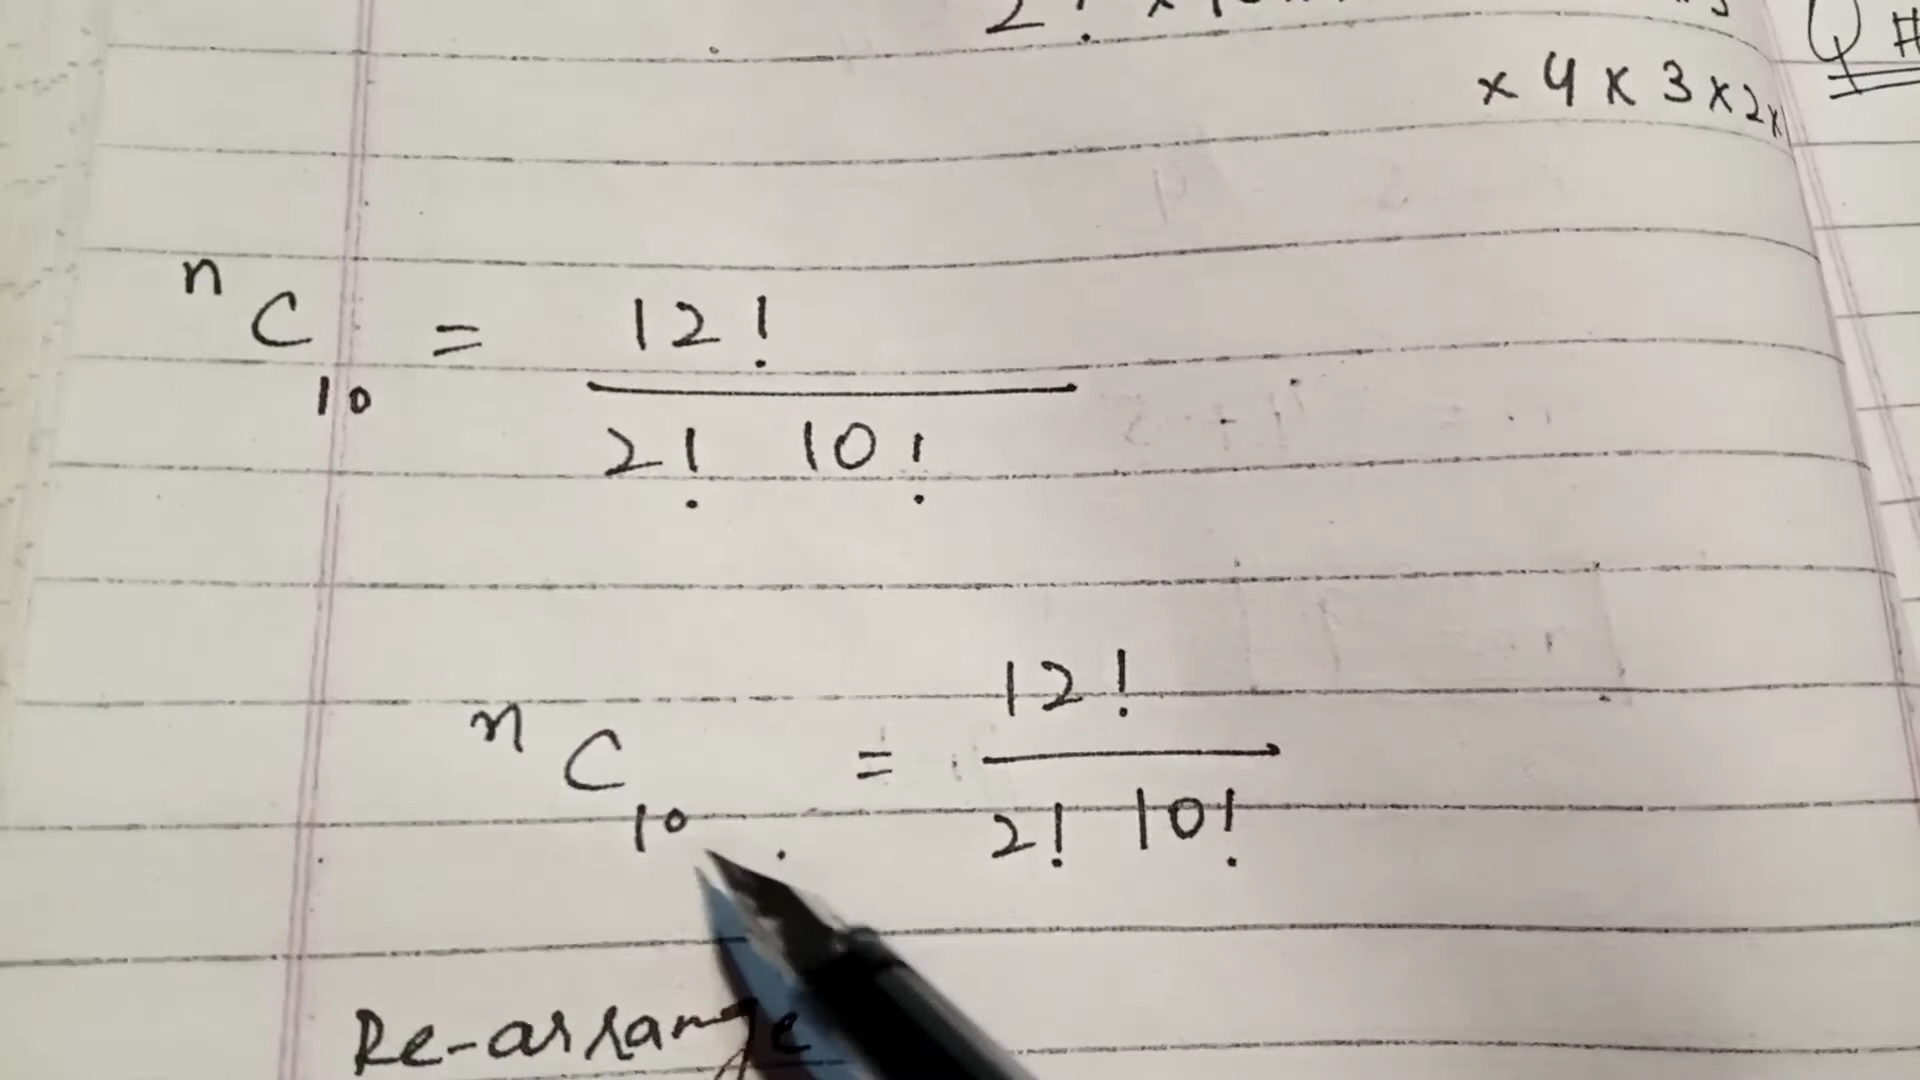 × 4 × 3 × 2 ×
Q #
ⁿC₁₀ = 12! / 2! 10!
ⁿC₁₀ = 12! / 2! 10!
Re-arrange